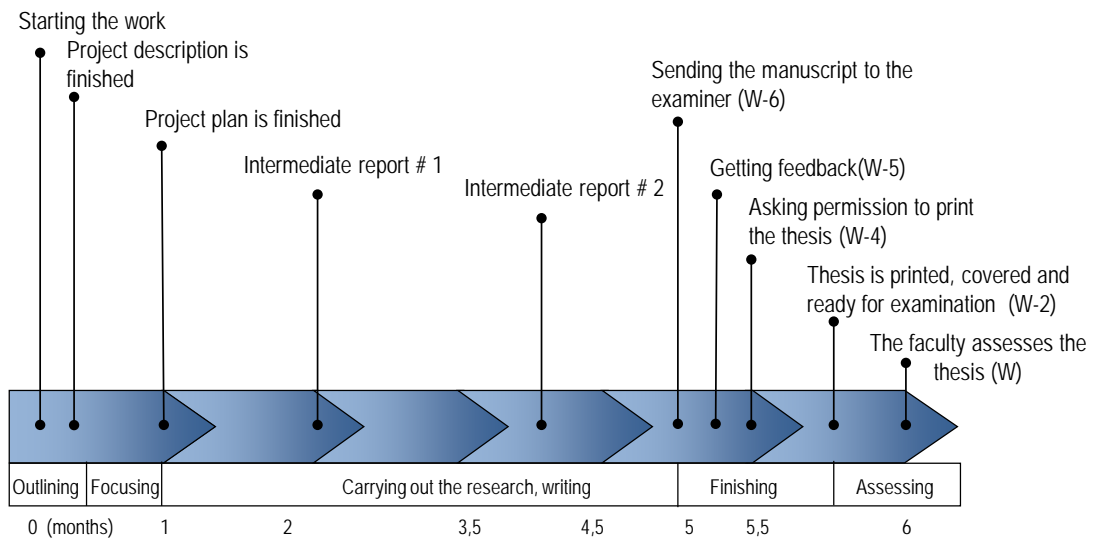 Starting the work
Project description is
finished
Project plan is finished
Intermediate report # 1
Intermediate report # 2
Sending the manuscript to the
examiner (W-6)
Getting feedback(W-5)
Asking permission to print
the thesis (W-4)
Thesis is printed, covered and
ready for examination (W-2)
The faculty assesses the
thesis (W)
Outlining Focusing Carrying out the research, writing Finishing Assessing
0 (months) 1 2 3,5 4,5 5 5,5 6